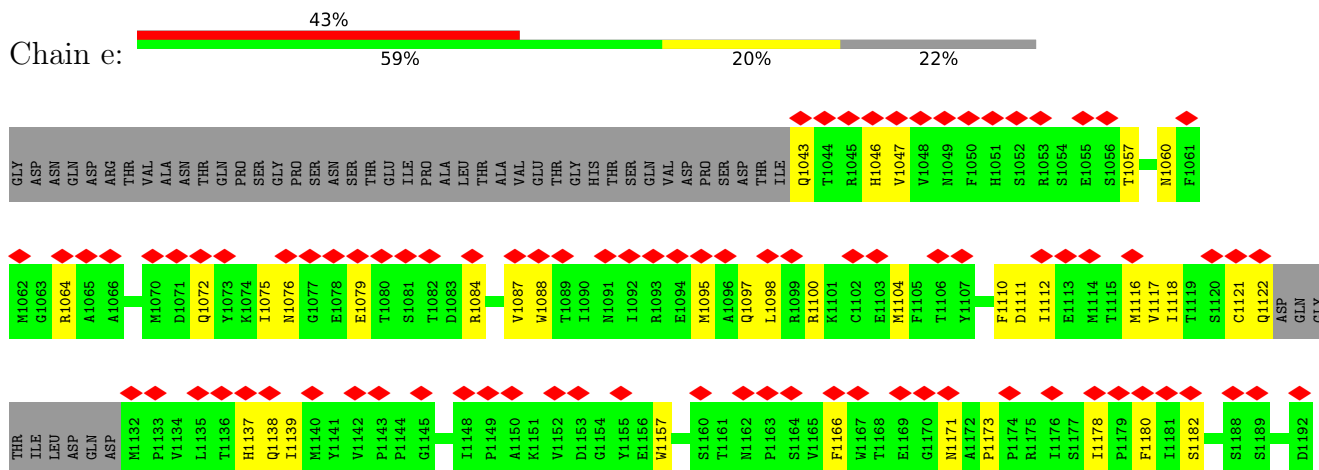 43%
Chain e:
59% 20% 22%
GLY ASP ASN GLN ASP ARG THR VAL ALA ASN THR GLN PRO SER GLY PRO SER ASN SER THR GLU ILE PRO ALA LEU THR ALA VAL GLU THR GLY HIS THR SER GLN VAL ASP PRO SER ASP THR ILE Q1043 T1044 R1045 H1046 V1047 V1048 N1049 F1050 H1051 S1052 R1053 S1054 E1055 S1056 T1057 N1060 F1061
M1062 G1063 R1064 A1065 A1066 M1070 D1071 Q1072 Y1073 K1074 I1075 N1076 G1077 E1078 E1079 T1080 S1081 T1082 D1083 R1084 V1087 W1088 T1089 I1090 N1091 I1092 R1093 E1094 M1095 A1096 Q1097 L1098 R1099 R1100 K1101 C1102 E1103 M1104 F1105 T1106 Y1107 F1110 D1111 I1112 E1113 M1114 T1115 M1116 V1117 I1118 T1119 S1120 C1121 Q1122 ASP GLN GLY
THR ILE LEU ASP GLN ASP M1132 P1133 V1134 L1135 T1136 H1137 Q1138 I1139 M1140 Y1141 V1142 P1143 P1144 G1145 I1148 P1149 A1150 K1151 V1152 D1153 G1154 Y1155 E1156 W1157 S1160 T1161 N1162 P1163 S1164 V1165 F1166 W1167 T1168 E1169 G1170 N1171 A1172 P1173 P1174 R1175 I1176 S1177 I1178 P1179 F1180 I1181 S1182 S1188 S1189 D1192